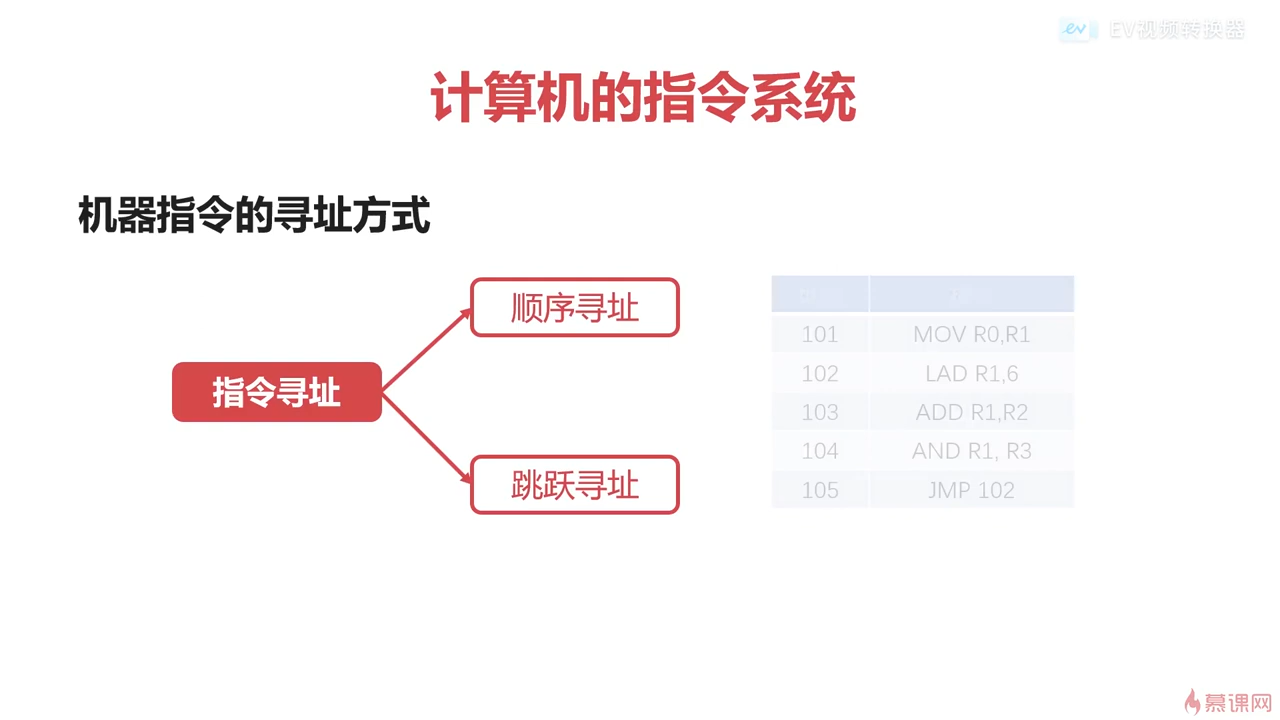 EV视频转换器
计算机的指令系统
机器指令的寻址方式
指令寻址
顺序寻址
跳跃寻址
101 MOV R0,R1
102 LAD R1,6
103 ADD R1,R2
104 AND R1, R3
105 JMP 102
慕课网